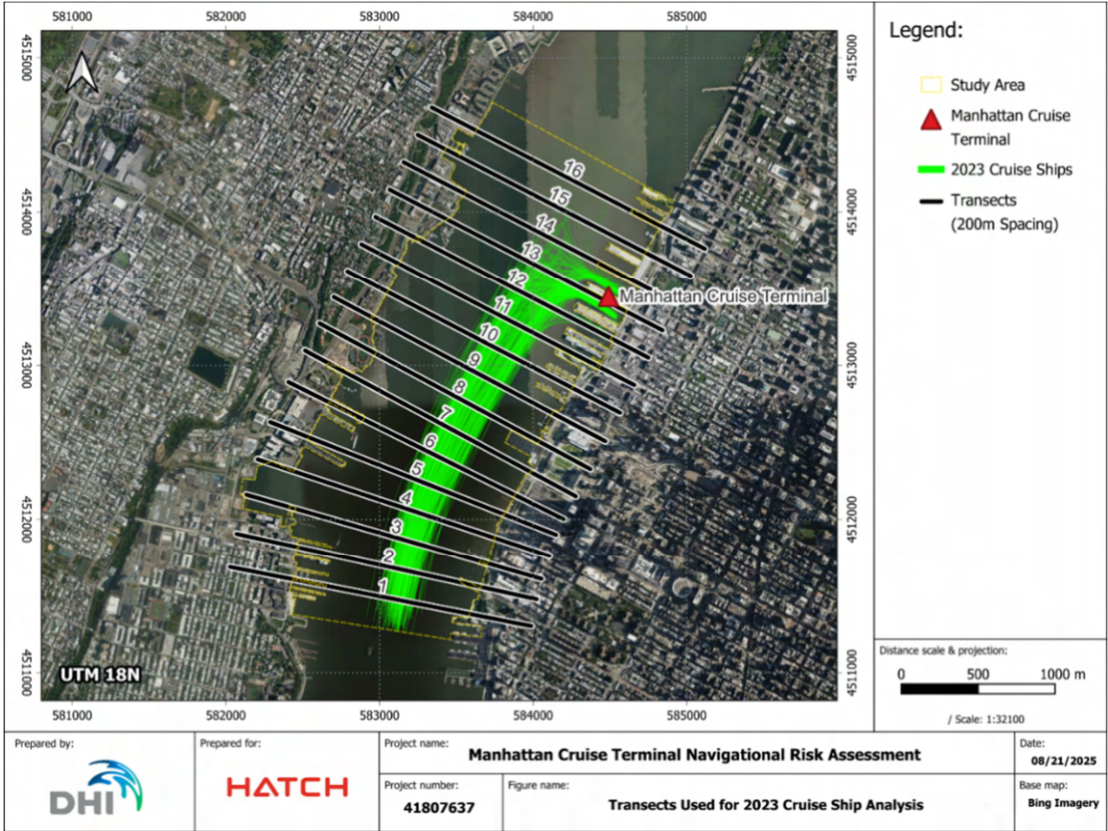 581000 582000 583000 584000 585000
4515000 4515000
4514000 4514000
4513000 4513000
4512000 4512000
4511000 4511000
16
15
14
13
12
11
10
9
8
7
6
5
4
3
2
1
Manhattan Cruise Terminal
UTM 18N
581000 582000 583000 584000 585000
Legend:
Study Area
Manhattan Cruise
Terminal
2023 Cruise Ships
Transects
(200m Spacing)
Distance scale & projection:
0 500 1000 m
/ Scale: 1:32100
Prepared by:
DHI
Prepared for:
HATCH
Project name:
Manhattan Cruise Terminal Navigational Risk Assessment
Project number:
41807637
Figure name:
Transects Used for 2023 Cruise Ship Analysis
Date:
08/21/2025
Base map:
Bing Imagery